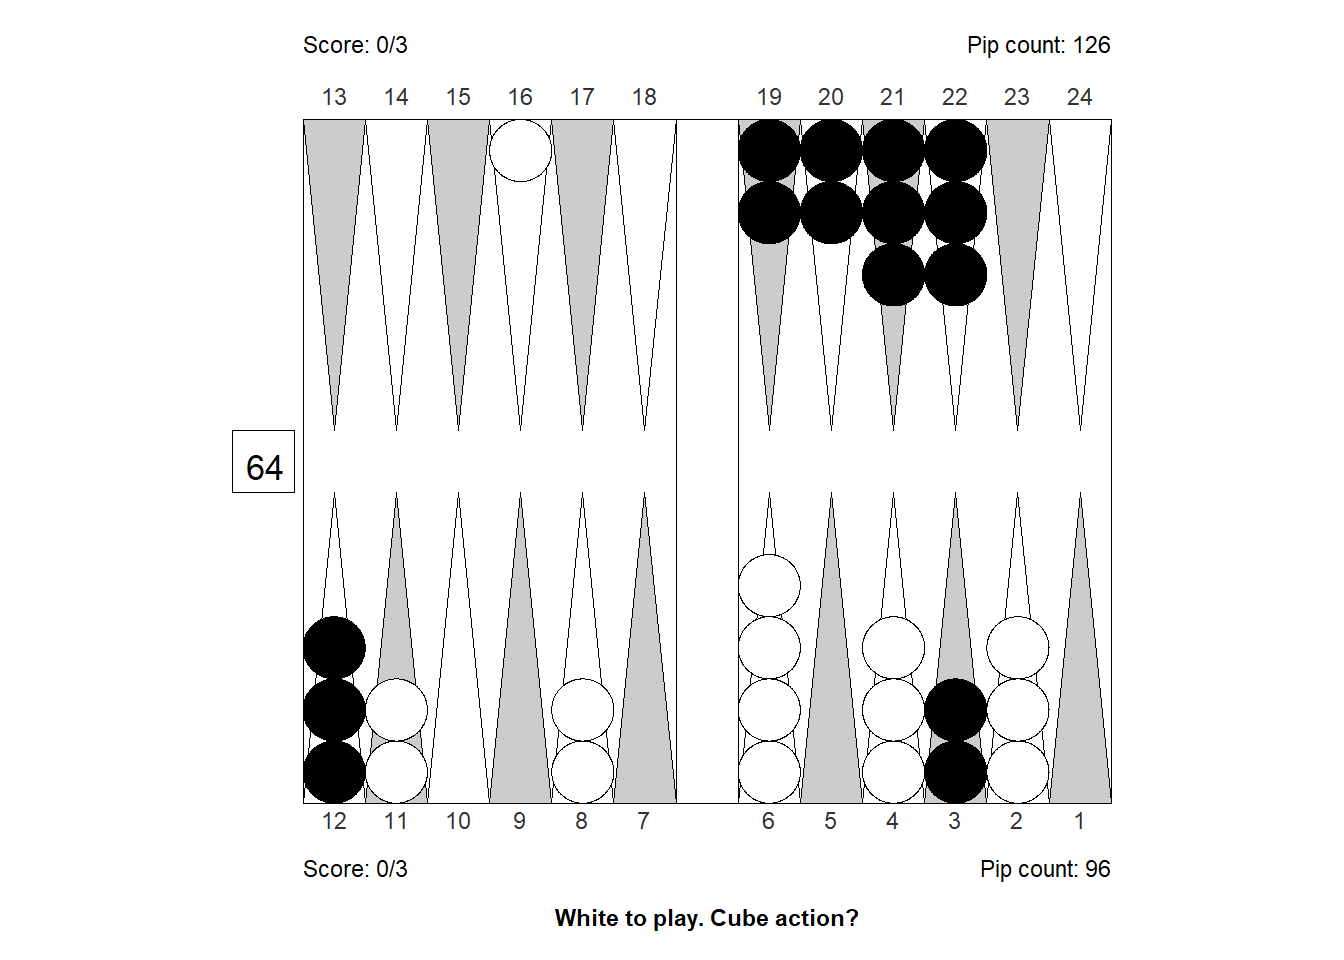 Score: 0/3 Pip count: 126
13 14 15 16 17 18 19 20 21 22 23 24
64
12 11 10 9 8 7 6 5 4 3 2 1
Score: 0/3 Pip count: 96
White to play. Cube action?